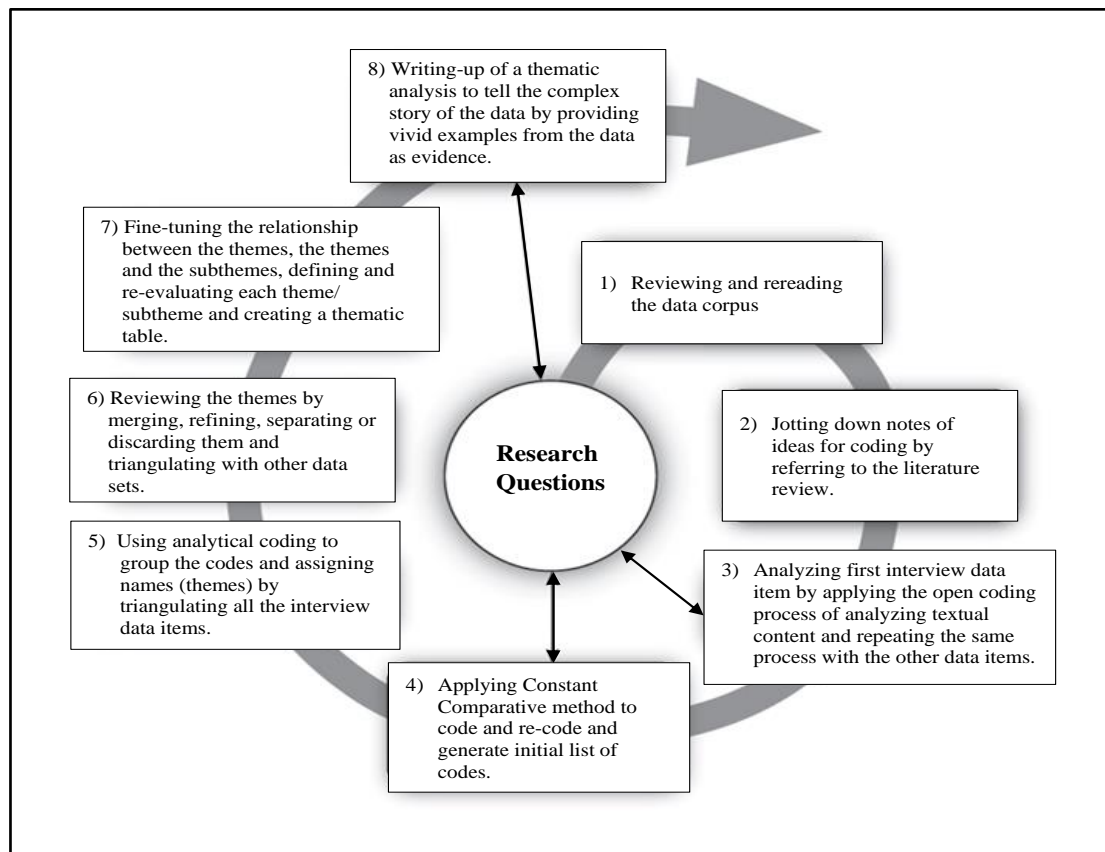 8) Writing-up of a thematic
analysis to tell the complex
story of the data by providing
vivid examples from the data
as evidence.
7) Fine-tuning the relationship
between the themes, the themes
and the subthemes, defining and
re-evaluating each theme/
subtheme and creating a thematic
table.
1) Reviewing and rereading
the data corpus
6) Reviewing the themes by
merging, refining, separating or
discarding them and
triangulating with other data
sets.
Research
Questions
2) Jotting down notes of
ideas for coding by
referring to the literature
review.
5) Using analytical coding to
group the codes and assigning
names (themes) by
triangulating all the interview
data items.
3) Analyzing first interview data
item by applying the open coding
process of analyzing textual
content and repeating the same
process with the other data items.
4) Applying Constant
Comparative method to
code and re-code and
generate initial list of
codes.